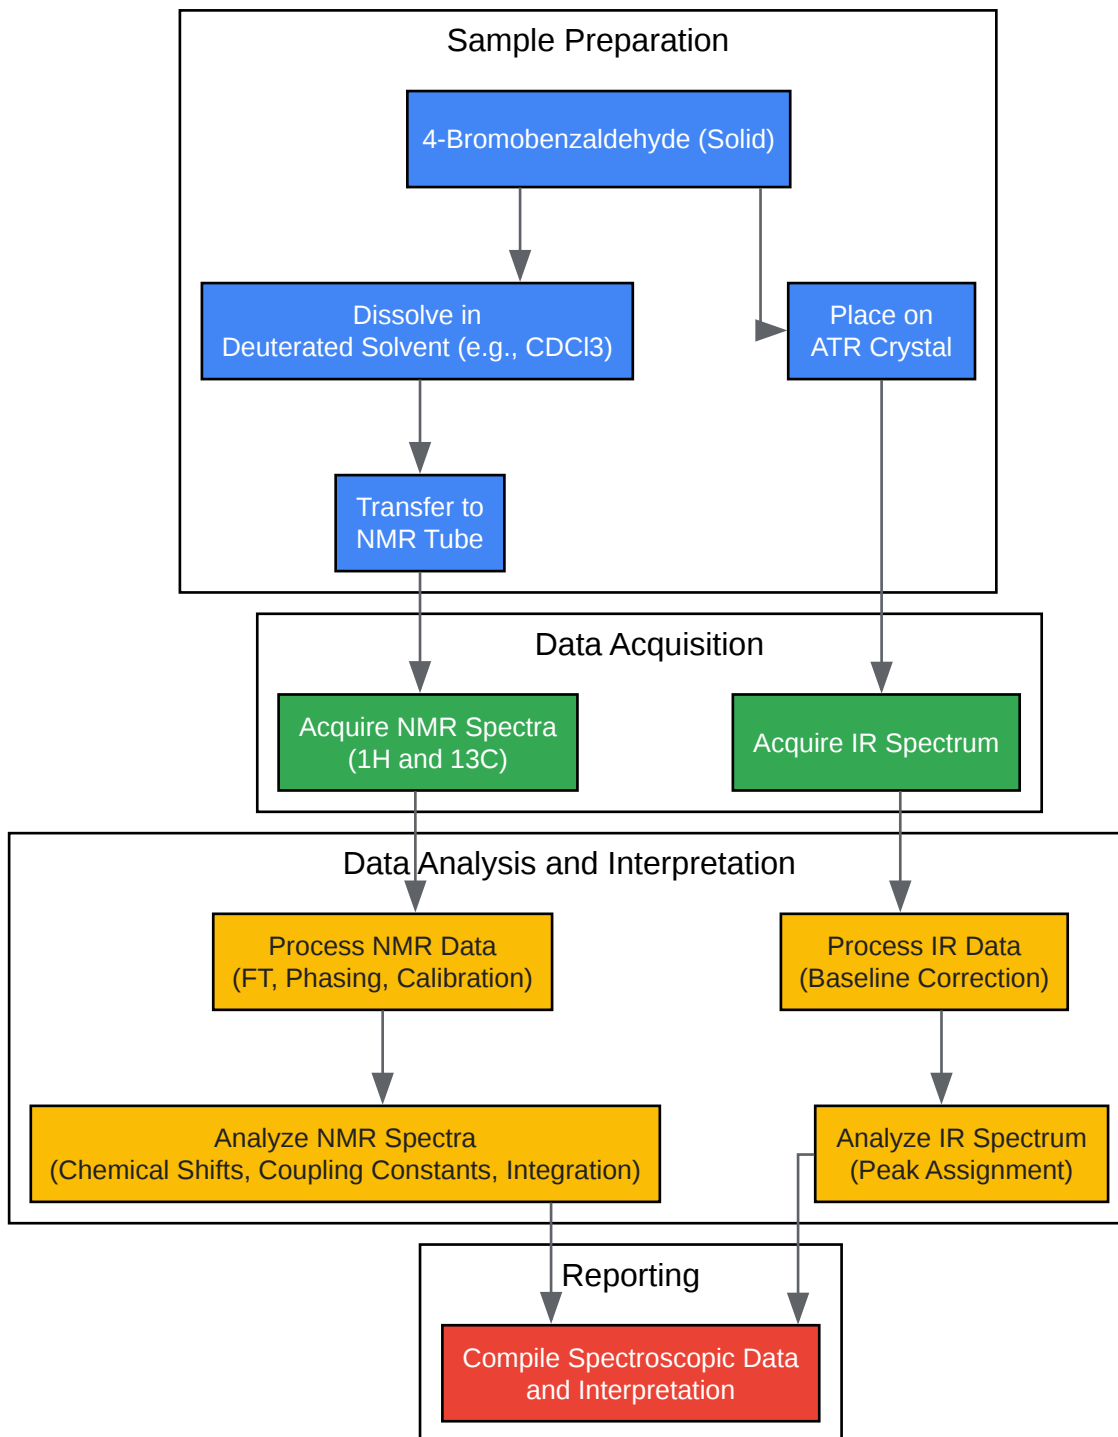 Sample Preparation
4-Bromobenzaldehyde (Solid)
Dissolve in
Deuterated Solvent (e.g., CDCl3)
Place on
ATR Crystal
Transfer to
NMR Tube
Data Acquisition
Acquire NMR Spectra
(1H and 13C)
Acquire IR Spectrum
Data Analysis and Interpretation
Process NMR Data
(FT, Phasing, Calibration)
Process IR Data
(Baseline Correction)
Analyze NMR Spectra
(Chemical Shifts, Coupling Constants, Integration)
Analyze IR Spectrum
(Peak Assignment)
Reporting
Compile Spectroscopic Data
and Interpretation